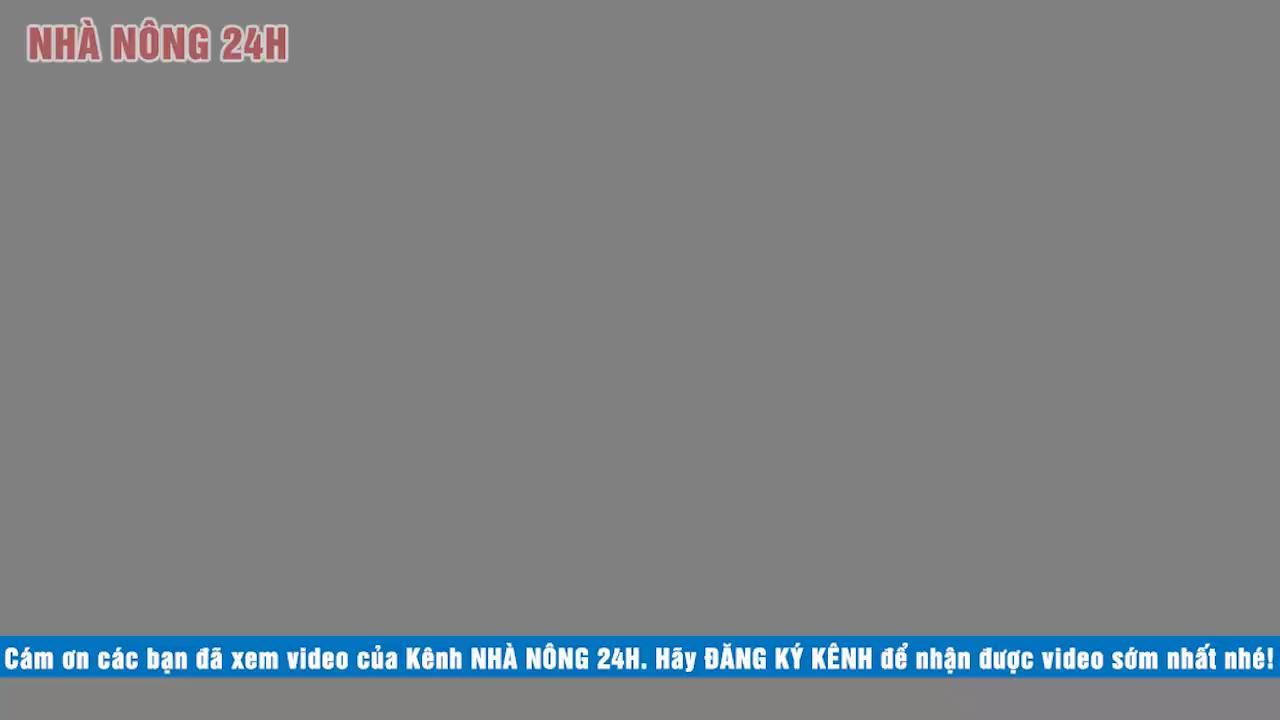 NHÀ NÔNG 24H
Cám ơn các bạn đã xem video của Kênh NHÀ NÔNG 24H. Hãy ĐĂNG KÝ KÊNH để nhận được video sớm nhất nhé!